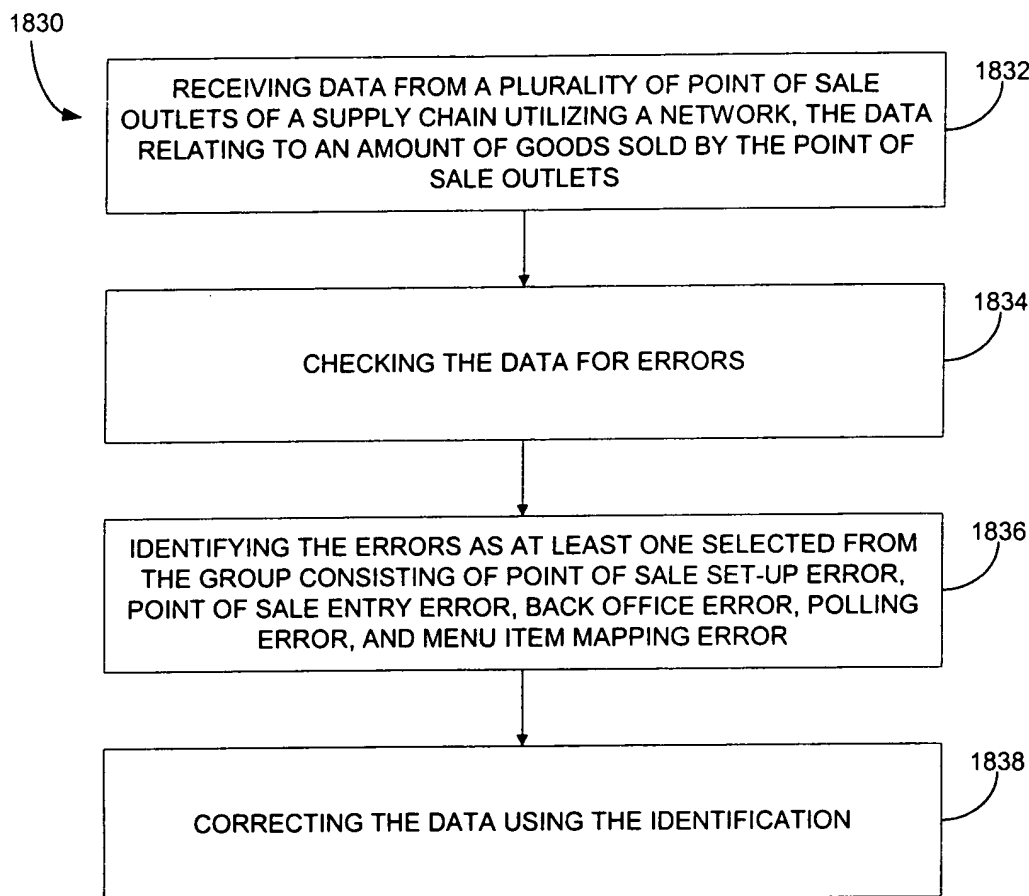 1830
RECEIVING DATA FROM A PLURALITY OF POINT OF SALE
OUTLETS OF A SUPPLY CHAIN UTILIZING A NETWORK, THE DATA
RELATING TO AN AMOUNT OF GOODS SOLD BY THE POINT OF
SALE OUTLETS
1832
CHECKING THE DATA FOR ERRORS
1834
IDENTIFYING THE ERRORS AS AT LEAST ONE SELECTED FROM
THE GROUP CONSISTING OF POINT OF SALE SET-UP ERROR,
POINT OF SALE ENTRY ERROR, BACK OFFICE ERROR, POLLING
ERROR, AND MENU ITEM MAPPING ERROR
1836
CORRECTING THE DATA USING THE IDENTIFICATION
1838